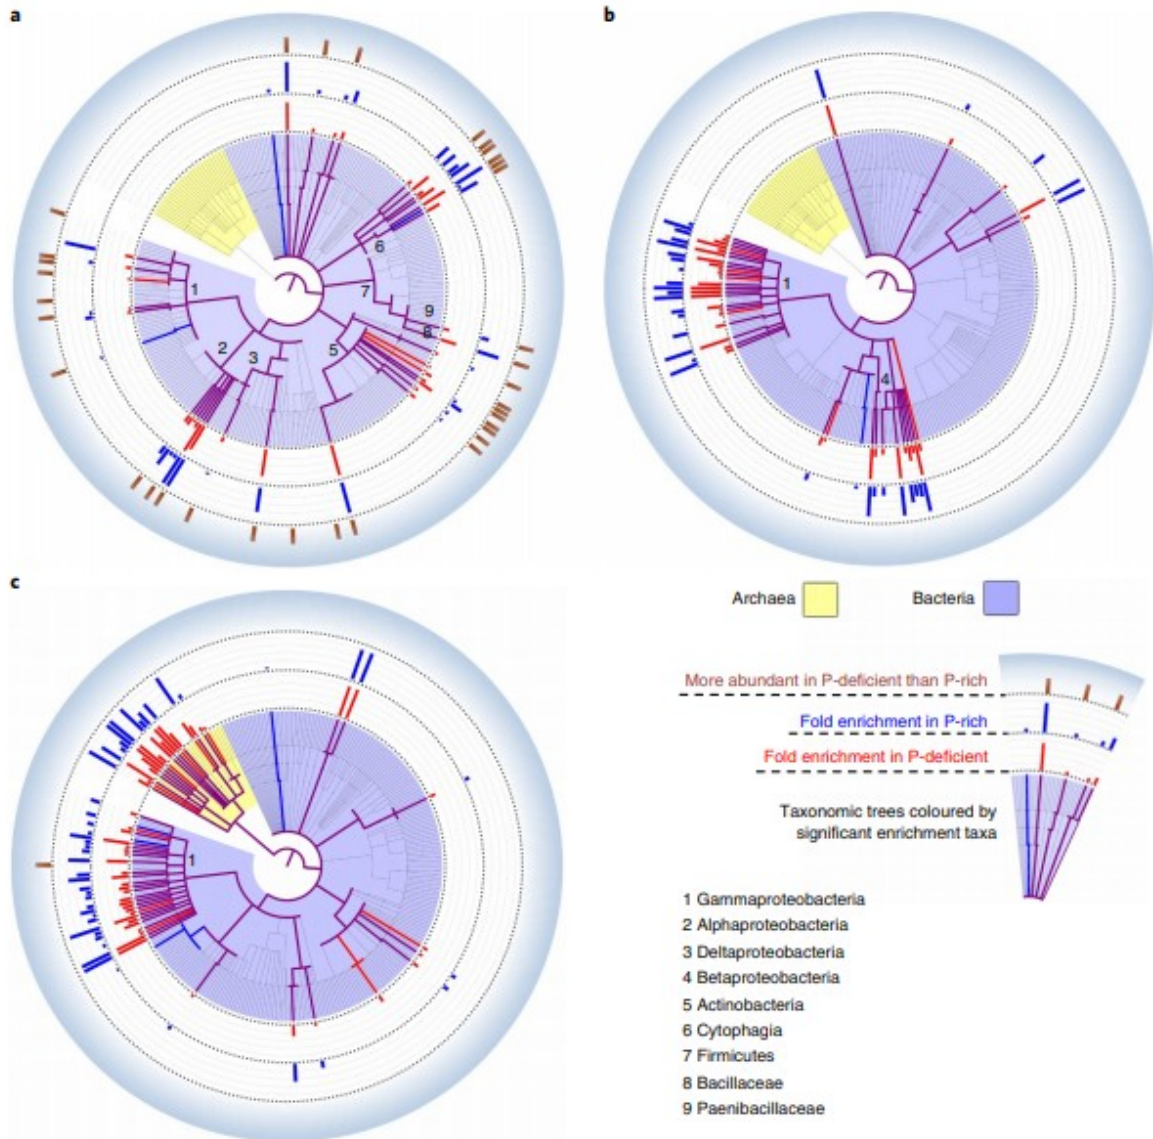 a
b
6
7
9
8
1
2
3
5
1
4
c
1
Archaea
Bacteria
More abundant in P-deficient than P-rich
Fold enrichment in P-rich
Fold enrichment in P-deficient
Taxonomic trees coloured by
significant enrichment taxa
1 Gammaproteobacteria
2 Alphaproteobacteria
3 Deltaproteobacteria
4 Betaproteobacteria
5 Actinobacteria
6 Cytophagia
7 Firmicutes
8 Bacillaceae
9 Paenibacillaceae